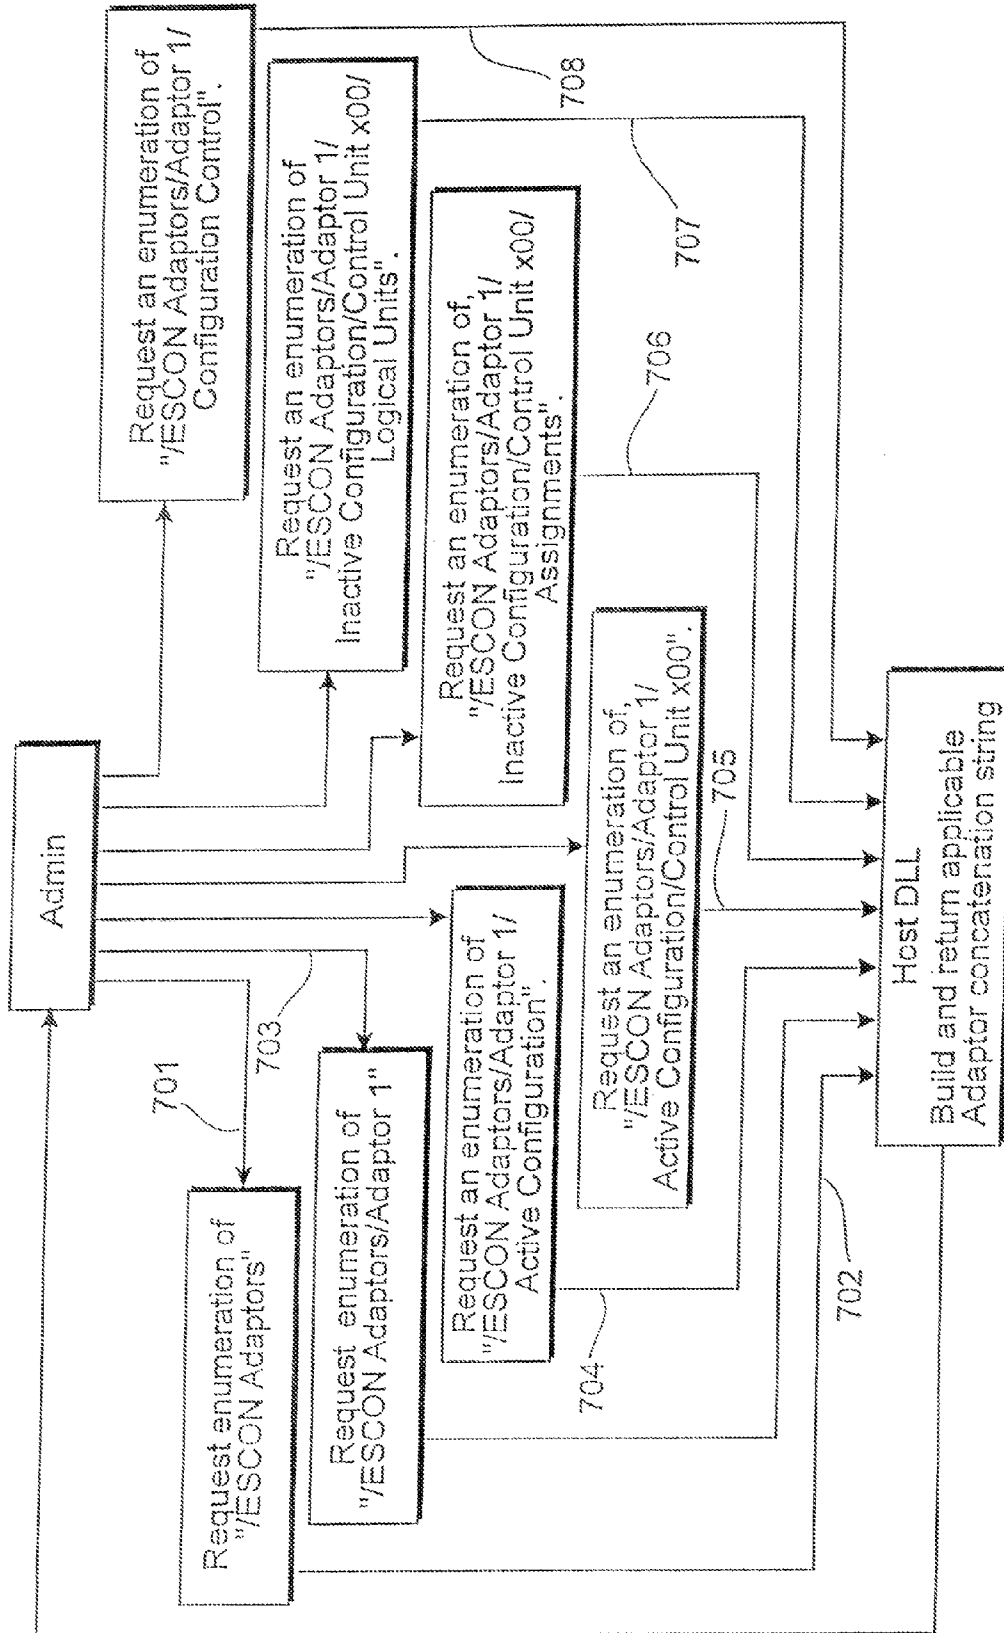 Admin
701
703
Request enumeration of
"/ESCON Adaptors"
Request enumeration of
"/ESCON Adaptors/Adaptor 1"
Request an enumeration of
"/ESCON Adaptors/Adaptor 1/
Active Configuration".
Request an enumeration of,
"/ESCON Adaptors/Adaptor 1/
Active Configuration/Control Unit x00".
Request an enumeration of,
"/ESCON Adaptors/Adaptor 1/
Inactive Configuration/Control Unit x00/
Assignments".
Request an enumeration of
"/ESCON Adaptors/Adaptor 1/
Inactive Configuration/Control Unit x00/
Logical Units".
Request an enumeration of
"/ESCON Adaptors/Adaptor 1/
Configuration Control".
702
704
705
706
707
708
Host DLL
Build and return applicable
Adaptor concatenation string